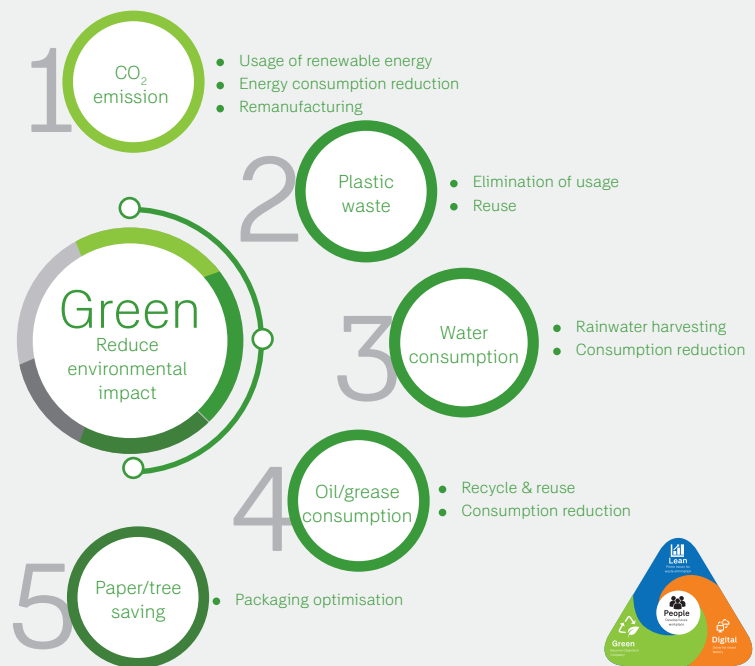 1
CO₂
emission
Usage of renewable energy
Energy consumption reduction
Remanufacturing
2
Plastic
waste
Elimination of usage
Reuse
Green
Reduce
environmental
impact
3
Water
consumption
Rainwater harvesting
Consumption reduction
4
Oil/grease
consumption
Recycle & reuse
Consumption reduction
5
Paper/tree
saving
Packaging optimisation
Lean
People
Green
Digital